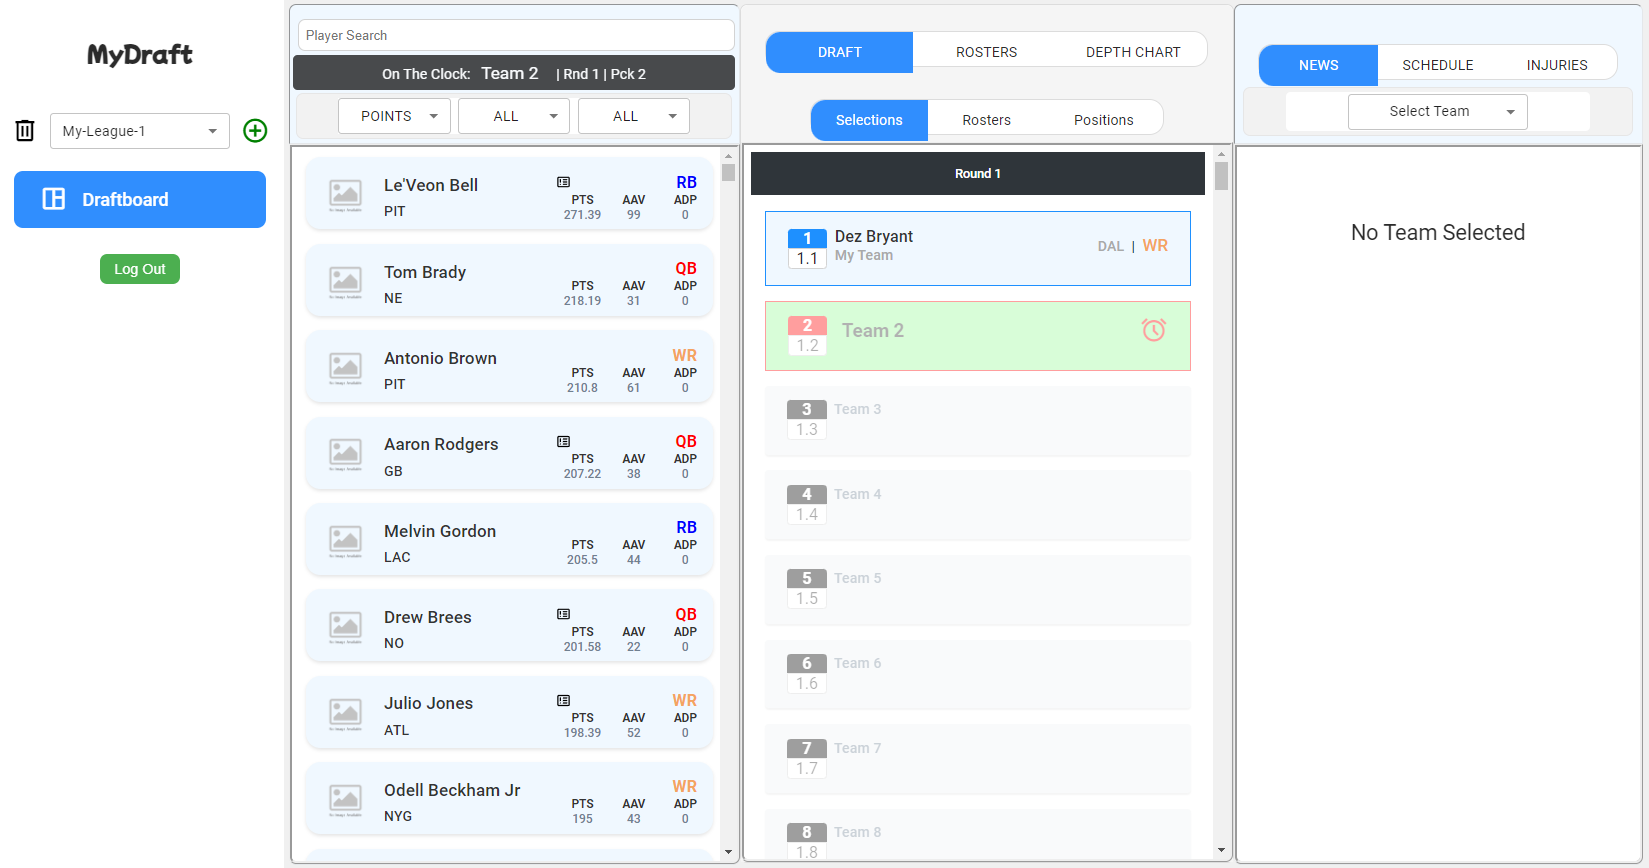 MyDraft
My-League-1
Draftboard
Log Out
Player Search
On The Clock: Team 2 | Rnd 1 | Pck 2
POINTS ALL ALL
Le'Veon Bell RB
PIT
PTS AAV ADP
271.39 99 0
Tom Brady QB
NE
PTS AAV ADP
218.19 31 0
Antonio Brown WR
PIT
PTS AAV ADP
210.8 61 0
Aaron Rodgers QB
GB
PTS AAV ADP
207.22 38 0
Melvin Gordon RB
LAC
PTS AAV ADP
205.5 44 0
Drew Brees QB
NO
PTS AAV ADP
201.58 22 0
Julio Jones WR
ATL
PTS AAV ADP
198.39 52 0
Odell Beckham Jr WR
NYG
PTS AAV ADP
195 43 0
DRAFT ROSTERS DEPTH CHART
Selections Rosters Positions
Round 1
1 Dez Bryant DAL | WR
1.1 My Team
2 Team 2
1.2
3 Team 3
1.3
4 Team 4
1.4
5 Team 5
1.5
6 Team 6
1.6
7 Team 7
1.7
8 Team 8
1.8
NEWS SCHEDULE INJURIES
Select Team
No Team Selected